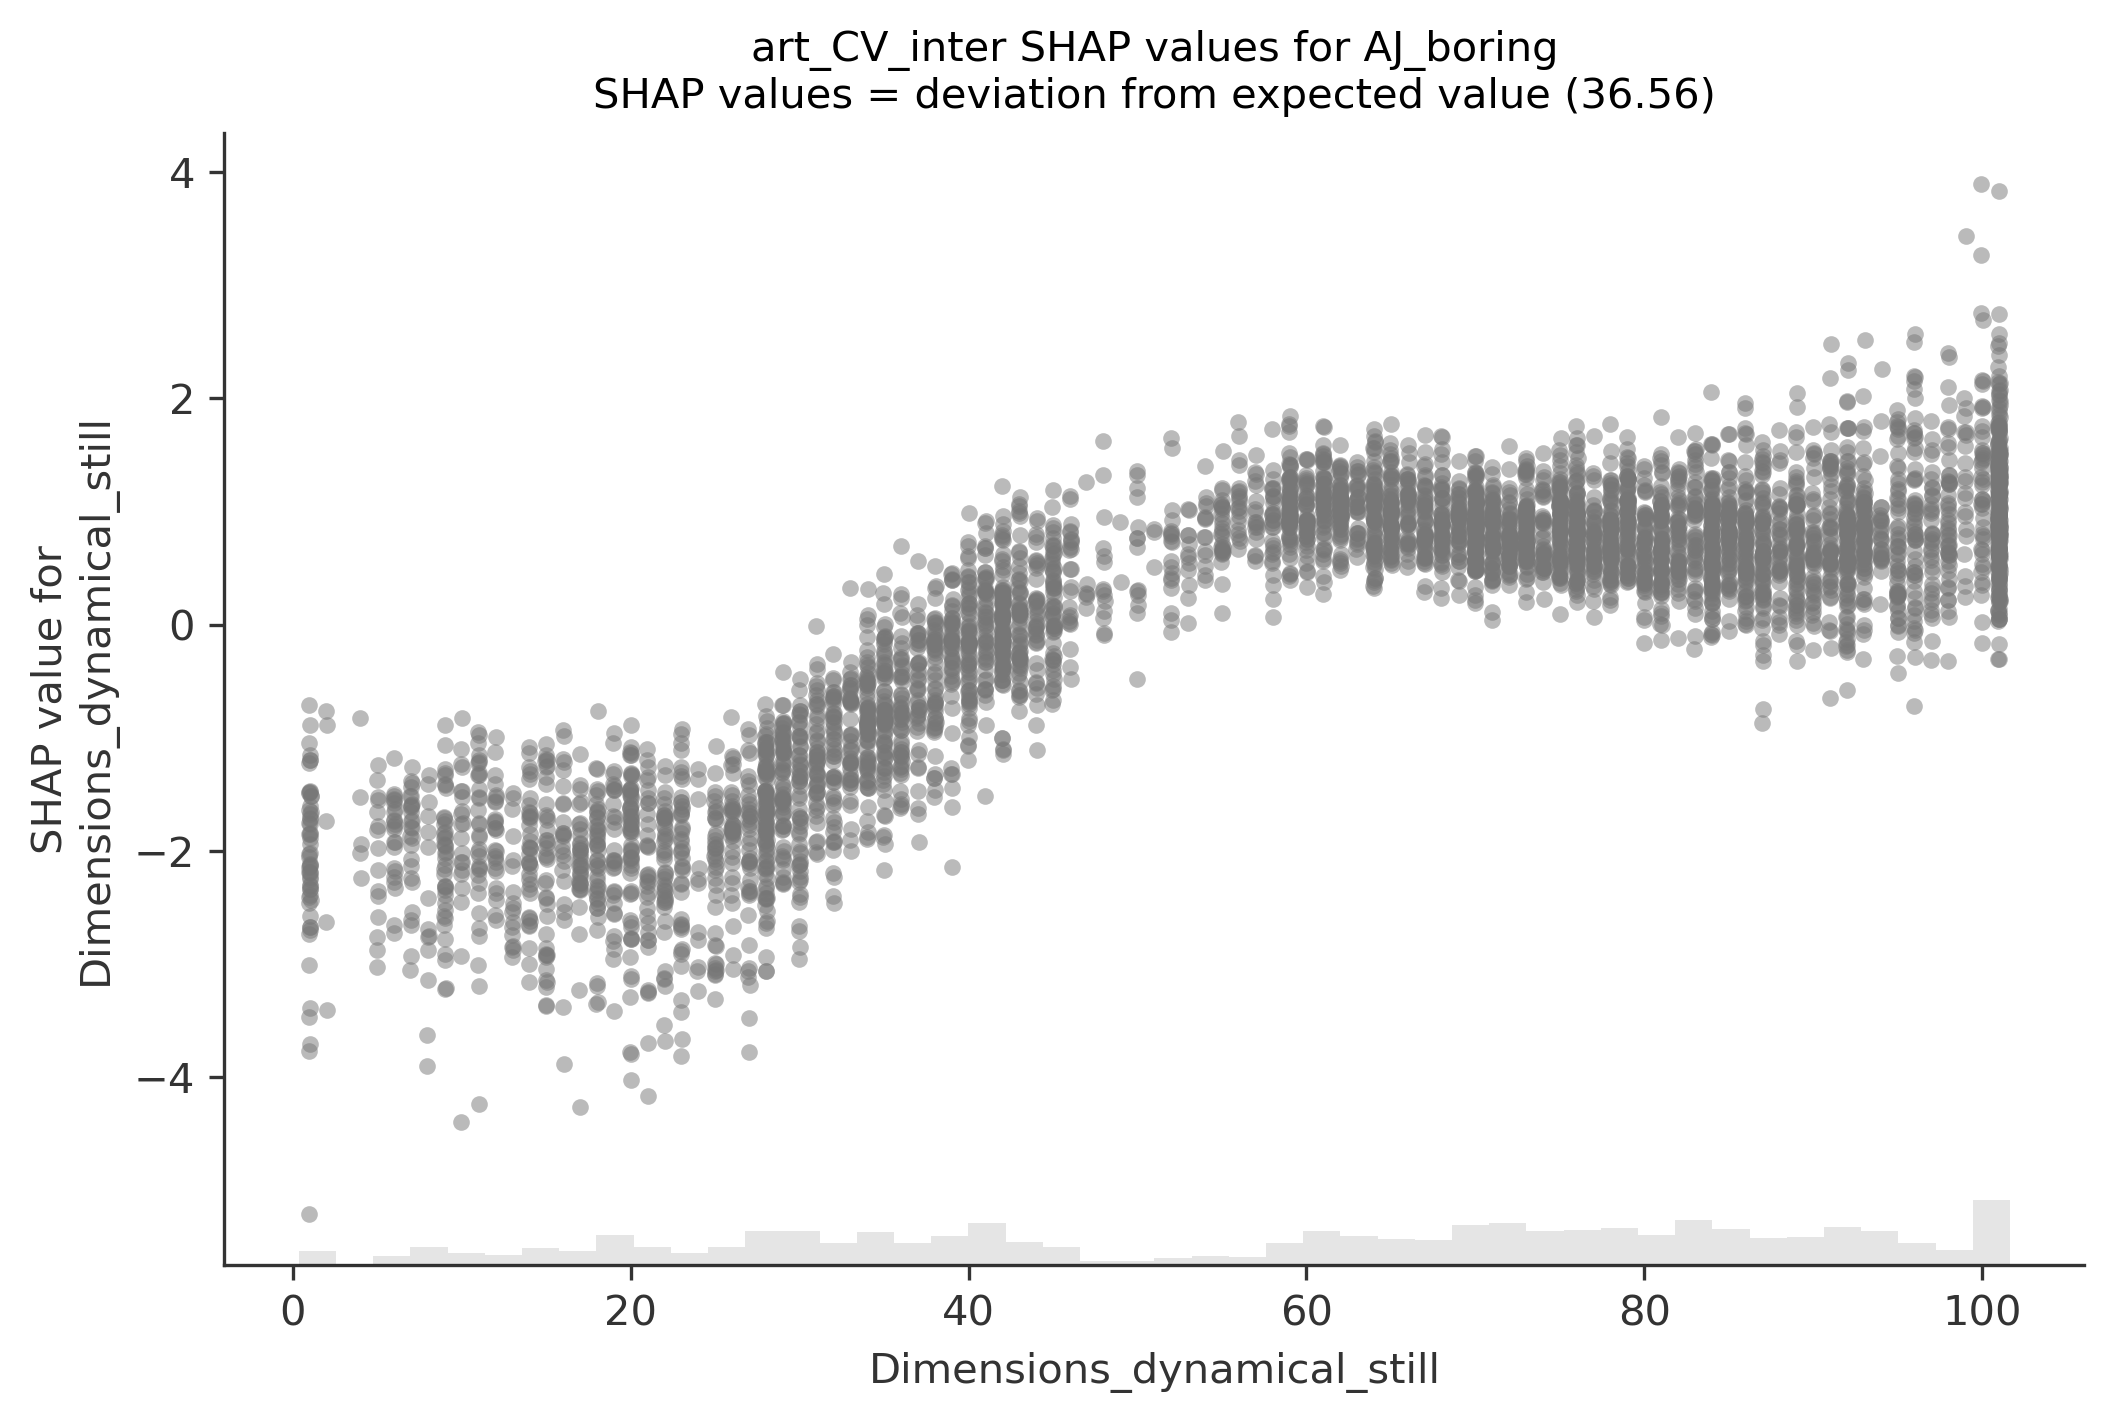 art_CV_inter SHAP values for AJ_boring
SHAP values = deviation from expected value (36.56)
4
2
0
−2
−4
SHAP value for
Dimensions_dynamical_still
0 20 40 60 80 100
Dimensions_dynamical_still